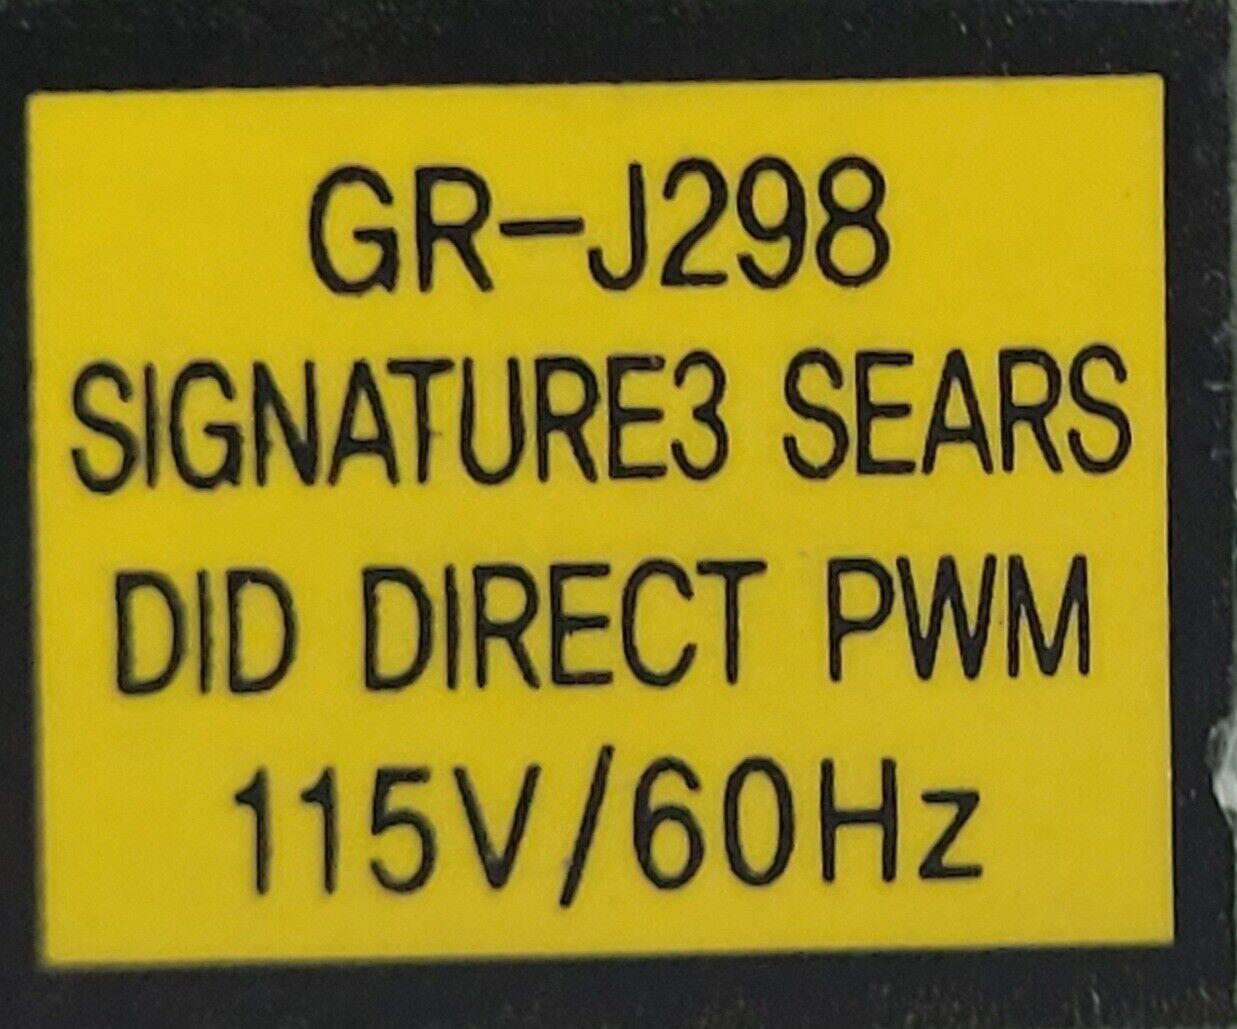 GR-J298
SIGNATURE3 SEARS
DID DIRECT PWM
115V/60Hz